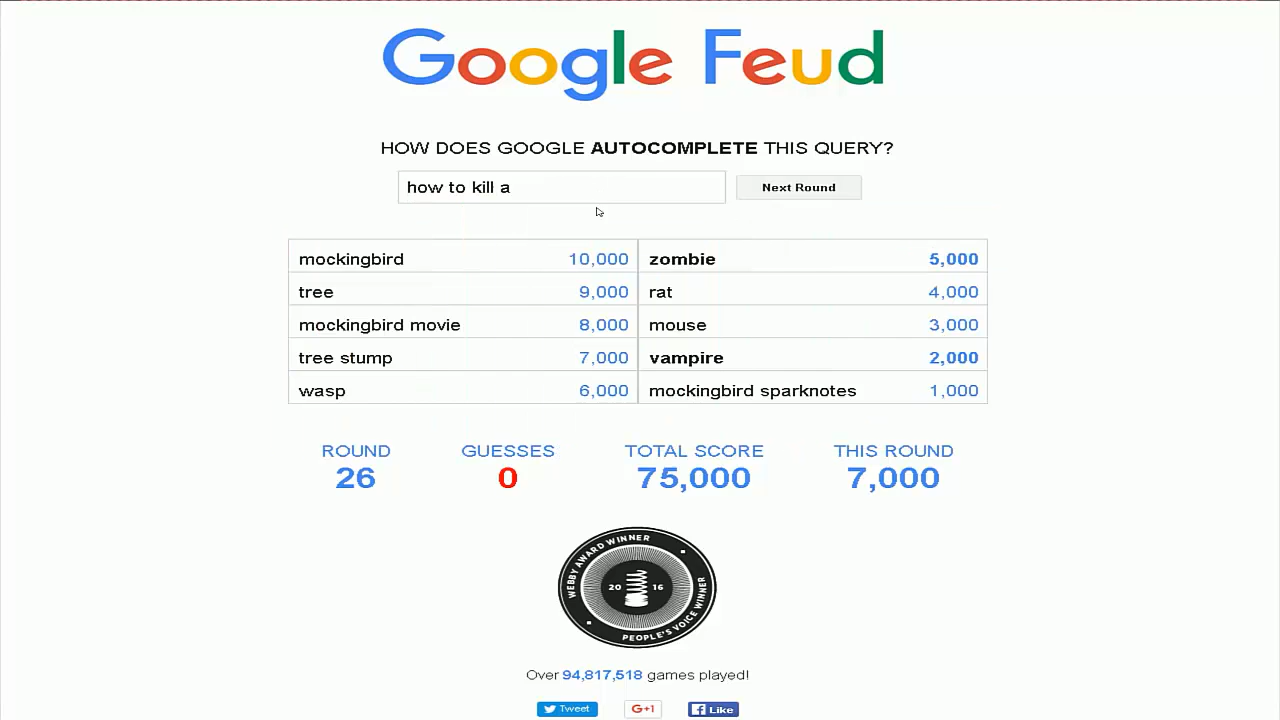 Google Feud
HOW DOES GOOGLE AUTOCOMPLETE THIS QUERY?
how to kill a
Next Round
mockingbird 10,000
tree 9,000
mockingbird movie 8,000
tree stump 7,000
wasp 6,000
zombie 5,000
rat 4,000
mouse 3,000
vampire 2,000
mockingbird sparknotes 1,000
ROUND GUESSES TOTAL SCORE THIS ROUND
26 0 75,000 7,000
WEBBY AWARD WINNER
20 16
PEOPLE'S VOICE WINNER
Over 94,817,518 games played!
Tweet G+1 Like